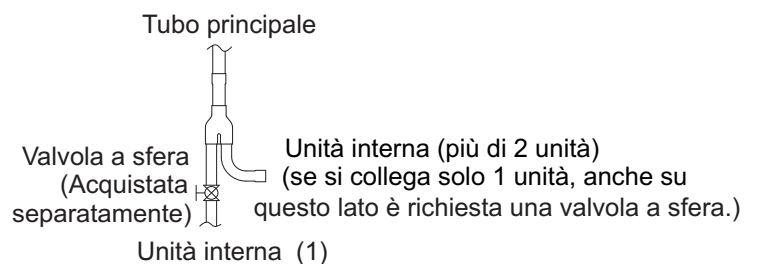 Tubo principale
Valvola a sfera
(Acquistata
separatamente)
Unità interna (più di 2 unità)
(se si collega solo 1 unità, anche su
questo lato è richiesta una valvola a sfera.)
Unità interna (1)